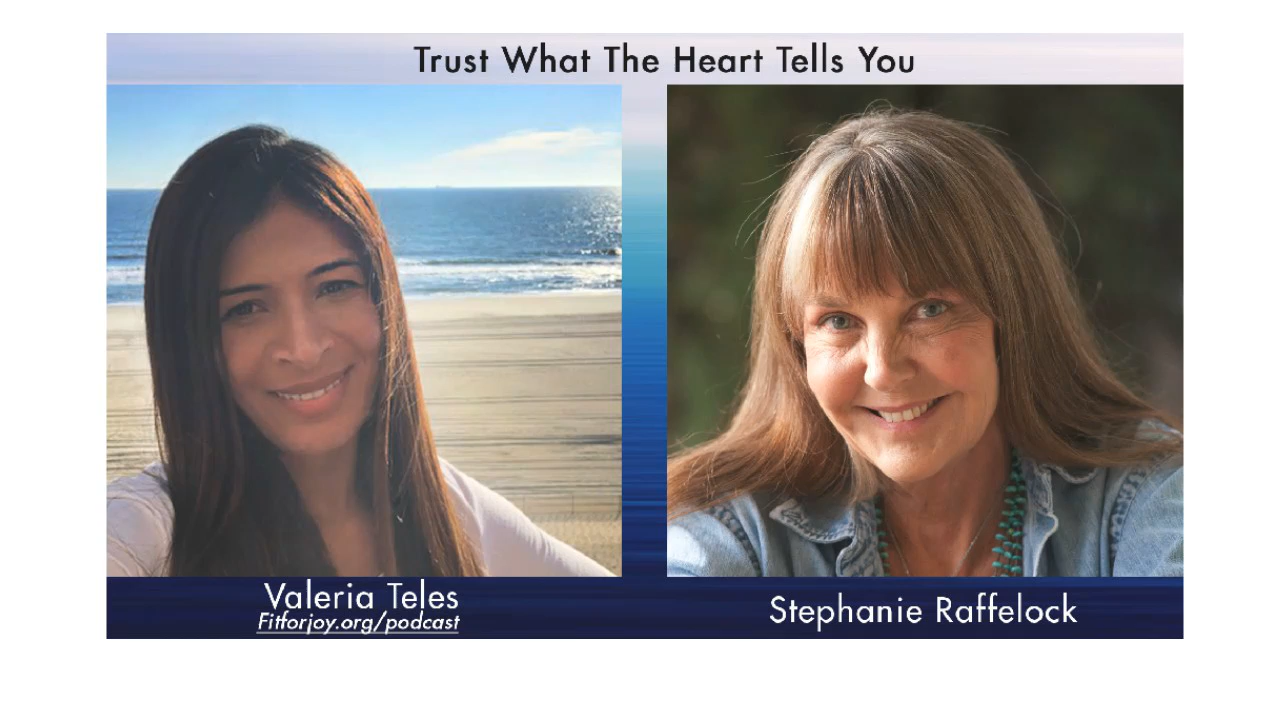 Trust What The Heart Tells You
Valeria Teles
Fitforjoy.org/podcast
Stephanie Raffelock